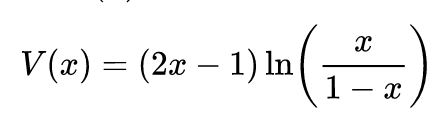 V(x) = (2x − 1) ln(x / (1 − x))